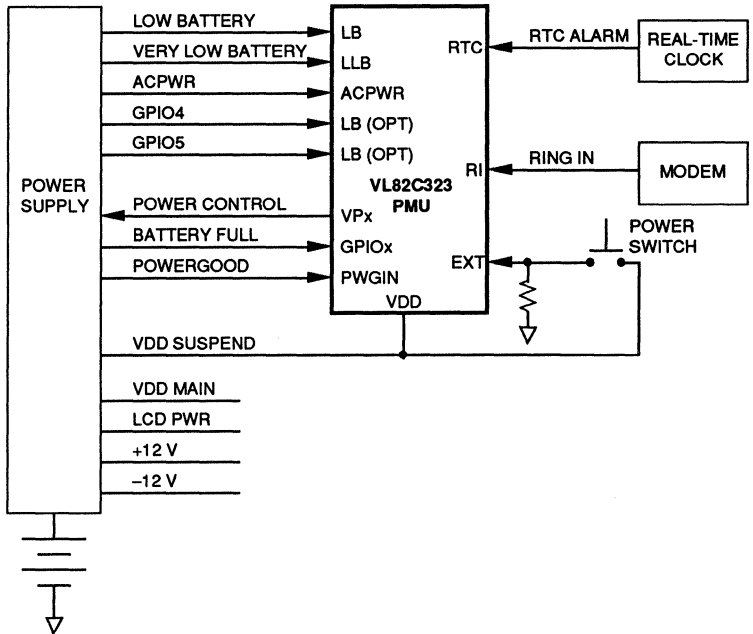 LOW BATTERY
LB
VERY LOW BATTERY
LLB
ACPWR
ACPWR
GPIO4
LB (OPT)
GPIO5
LB (OPT)
POWER
SUPPLY
VL82C323
PMU
POWER CONTROL
VPx
BATTERY FULL
GPIOx
POWERGOOD
PWGIN
VDD
RTC
RTC ALARM
REAL-TIME
CLOCK
RI
RING IN
MODEM
EXT
POWER
SWITCH
VDD SUSPEND
VDD MAIN
LCD PWR
+12 V
–12 V